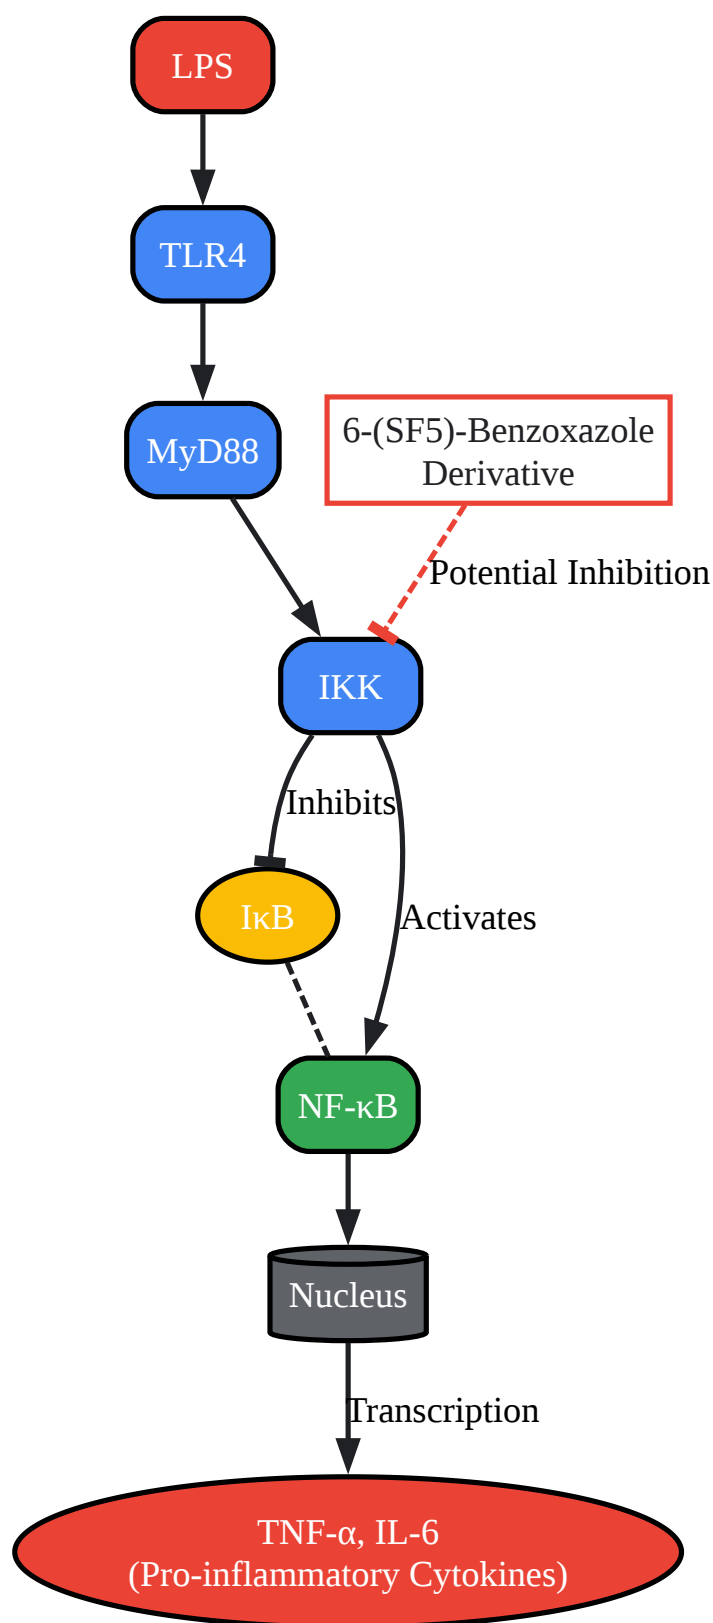 LPS
TLR4
MyD88
6-(SF5)-Benzoxazole
Derivative
Potential Inhibition
IKK
Inhibits
IκB
Activates
NF-κB
Nucleus
Transcription
TNF-α, IL-6
(Pro-inflammatory Cytokines)